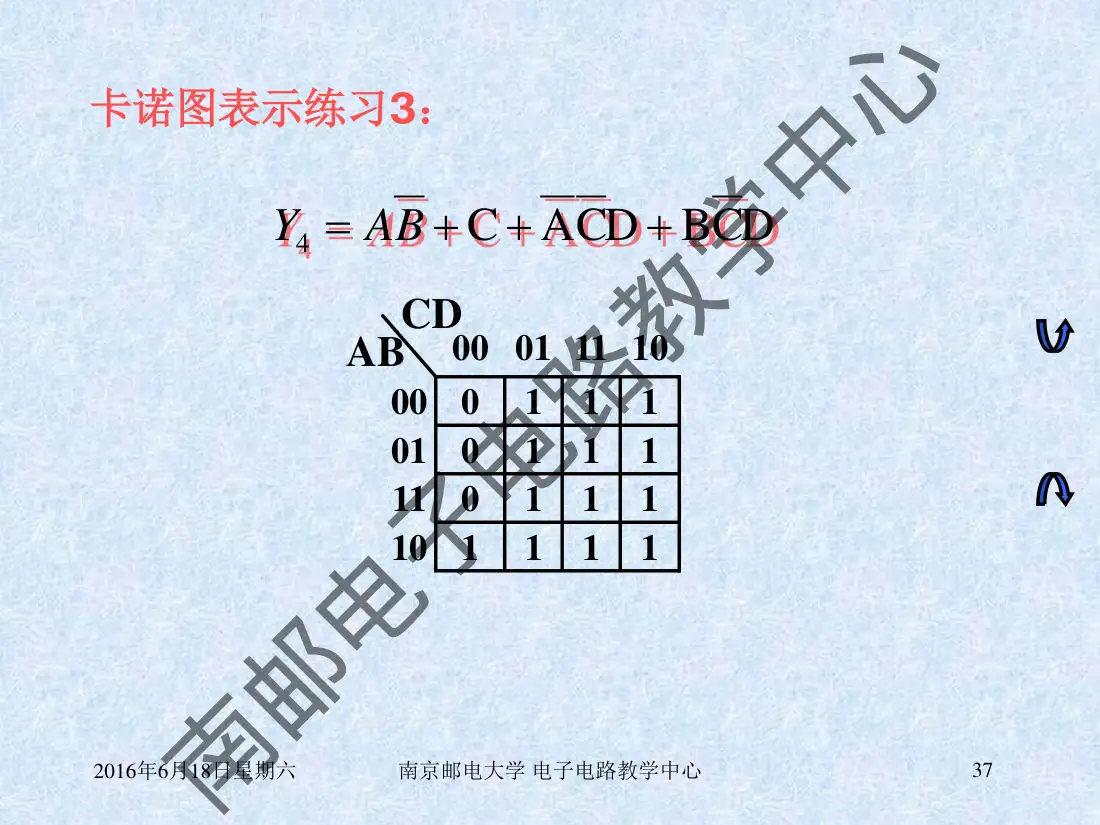 卡诺图表示练习3：
Y₄ = AB̅ + C + A̅C̅D + BC̅D
CD
AB 00 01 11 10
00 0 1 1 1
01 0 1 1 1
11 0 1 1 1
10 1 1 1 1
南邮电子电路教学中心
2016年6月18日星期六 南京邮电大学 电子电路教学中心 37